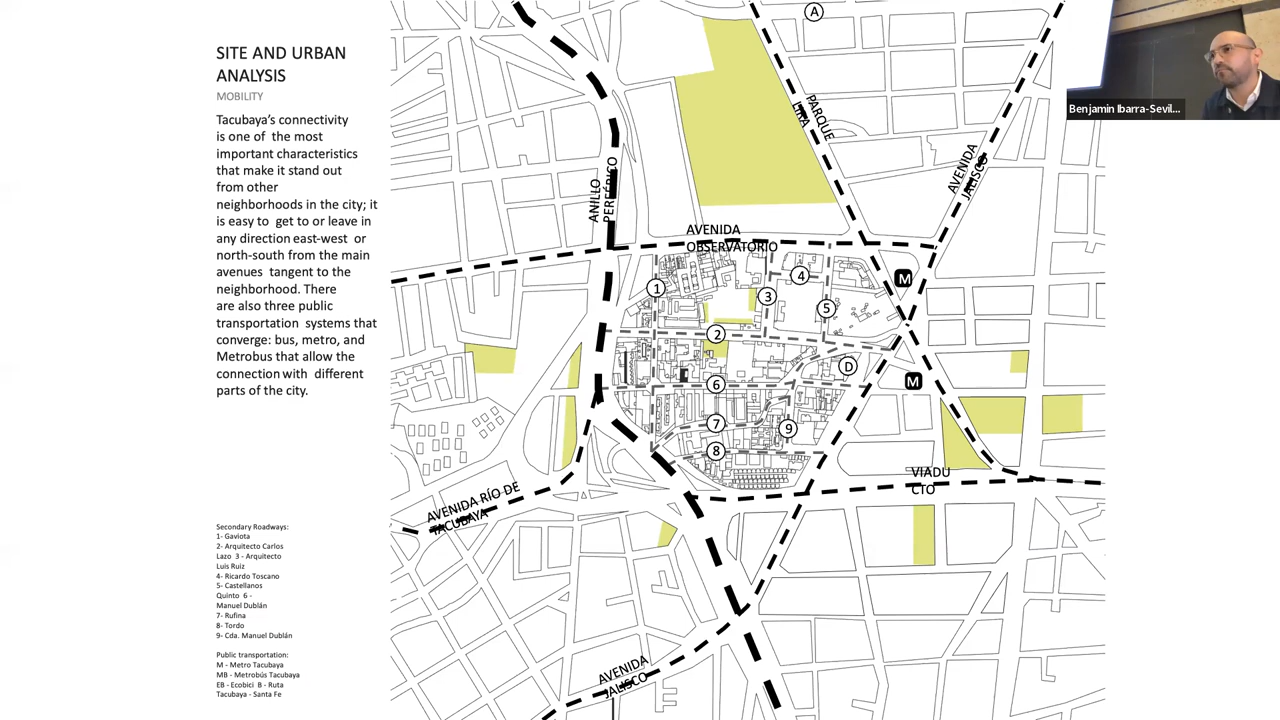 SITE AND URBAN
ANALYSIS
MOBILITY
Tacubaya's connectivity
is one of the most
important characteristics
that make it stand out
from other
neighborhoods in the city; it
is easy to get to or leave in
any direction east-west or
north-south from the main
avenues tangent to the
neighborhood. There
are also three public
transportation systems that
converge: bus, metro, and
Metrobus that allow the
connection with different
parts of the city.
Secondary Roadways:
1- Gaviota
2- Arquitecto Carlos
Lazo 3 - Arquitecto
Luis Ruiz
4- Ricardo Toscano
5- Castellanos
Quinto 6 -
Manuel Dublán
7- Rufina
8- Tordo
9- Cda. Manuel Dublán
Public transportation:
M - Metro Tacubaya
MB - Metrobús Tacubaya
EB - Ecobici B - Ruta
Tacubaya - Santa Fe
A
PARQUE
LIRA
AVENIDA
JALISCO
ANILLO
PERIFÉRICO
AVENIDA
OBSERVATORIO
M
1
4
3
5
2
D
6
M
7
9
8
VIADU
CTO
AVENIDA RÍO DE
TACUBAYA
AVENIDA
JALISCO
Benjamin Ibarra-Sevil...